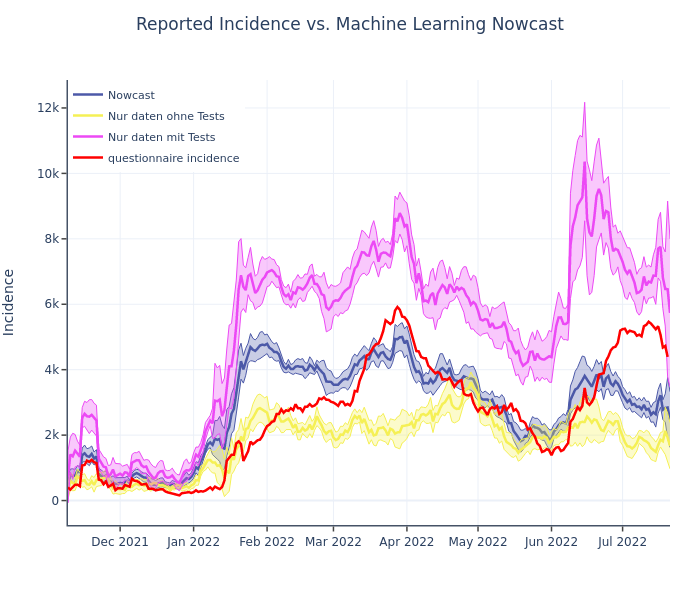 Reported Incidence vs. Machine Learning Nowcast
Nowcast
Nur daten ohne Tests
Nur daten mit Tests
questionnaire incidence
Incidence
12k
10k
8k
6k
4k
2k
0
Dec 2021
Jan 2022
Feb 2022
Mar 2022
Apr 2022
May 2022
Jun 2022
Jul 2022